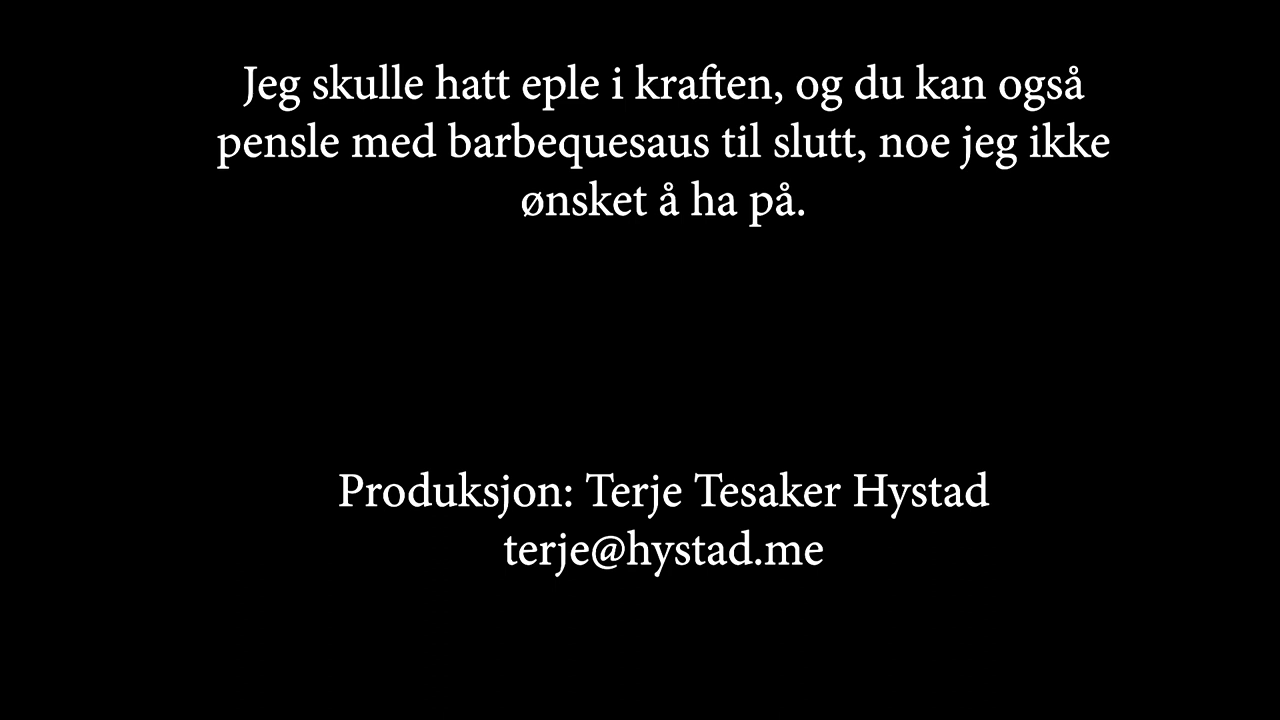 Jeg skulle hatt eple i kraften, og du kan også
pensle med barbequesaus til slutt, noe jeg ikke
ønsket å ha på.
Produksjon: Terje Tesaker Hystad
terje@hystad.me